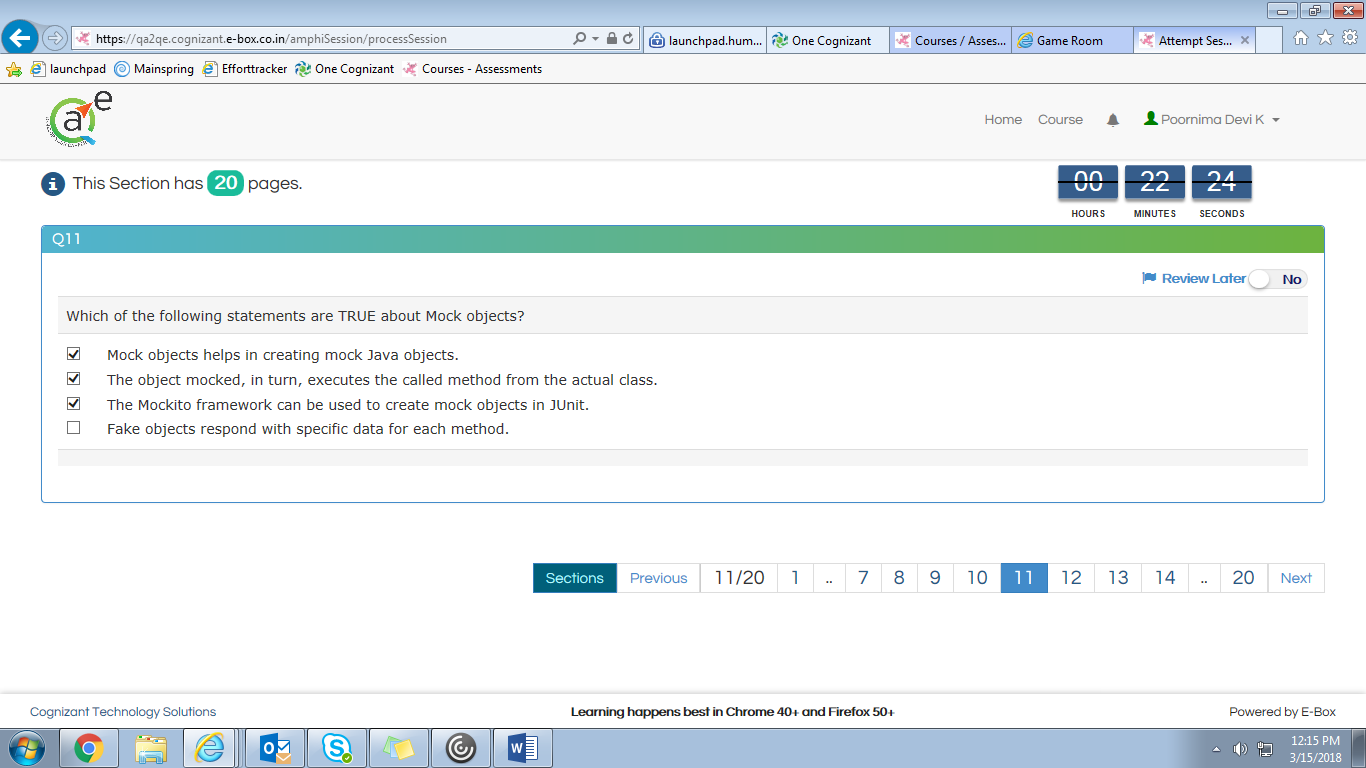 https://qa2qe.cognizant.e-box.co.in/amphiSession/processSession
launchpad.hum...
One Cognizant
Courses / Asses...
Game Room
Attempt Ses...
launchpad
Mainspring
Efforttracker
One Cognizant
Courses - Assessments
a e
Home
Course
Poornima Devi K
This Section has 20 pages.
00 22 24
HOURS MINUTES SECONDS
Q11
Review Later No
Which of the following statements are TRUE about Mock objects?
Mock objects helps in creating mock Java objects.
The object mocked, in turn, executes the called method from the actual class.
The Mockito framework can be used to create mock objects in JUnit.
Fake objects respond with specific data for each method.
Sections Previous 11/20 1 .. 7 8 9 10 11 12 13 14 .. 20 Next
Cognizant Technology Solutions
Learning happens best in Chrome 40+ and Firefox 50+
Powered by E-Box
12:15 PM
3/15/2018